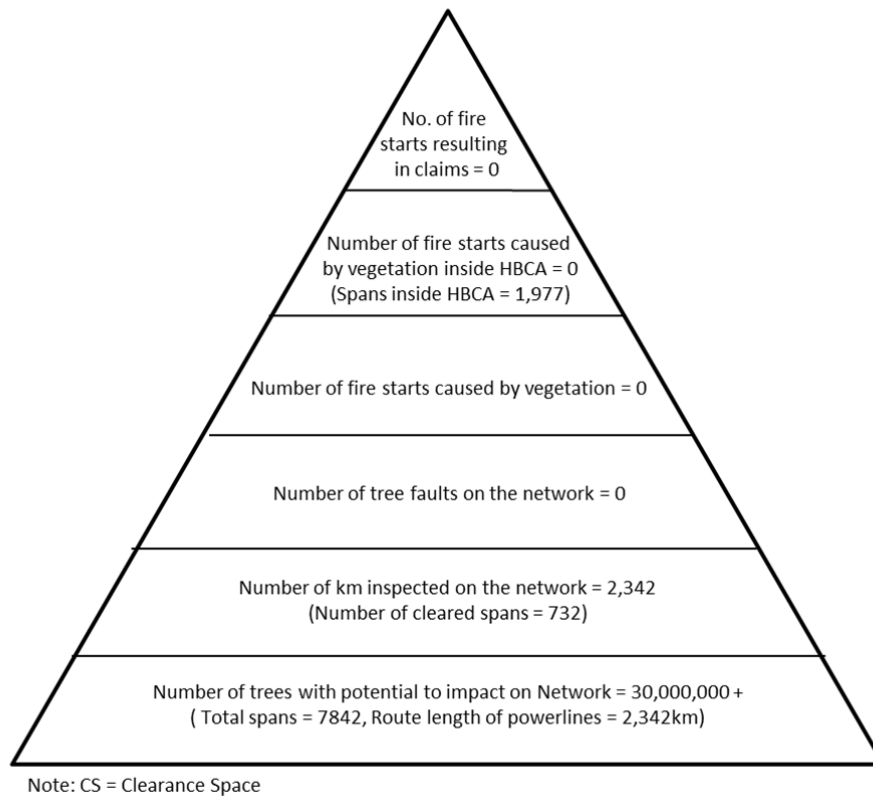 No. of fire
starts resulting
in claims = 0
Number of fire starts caused
by vegetation inside HBCA = 0
(Spans inside HBCA = 1,977)
Number of fire starts caused by vegetation = 0
Number of tree faults on the network = 0
Number of km inspected on the network = 2,342
(Number of cleared spans = 732)
Number of trees with potential to impact on Network = 30,000,000 +
( Total spans = 7842, Route length of powerlines = 2,342km)
Note: CS = Clearance Space